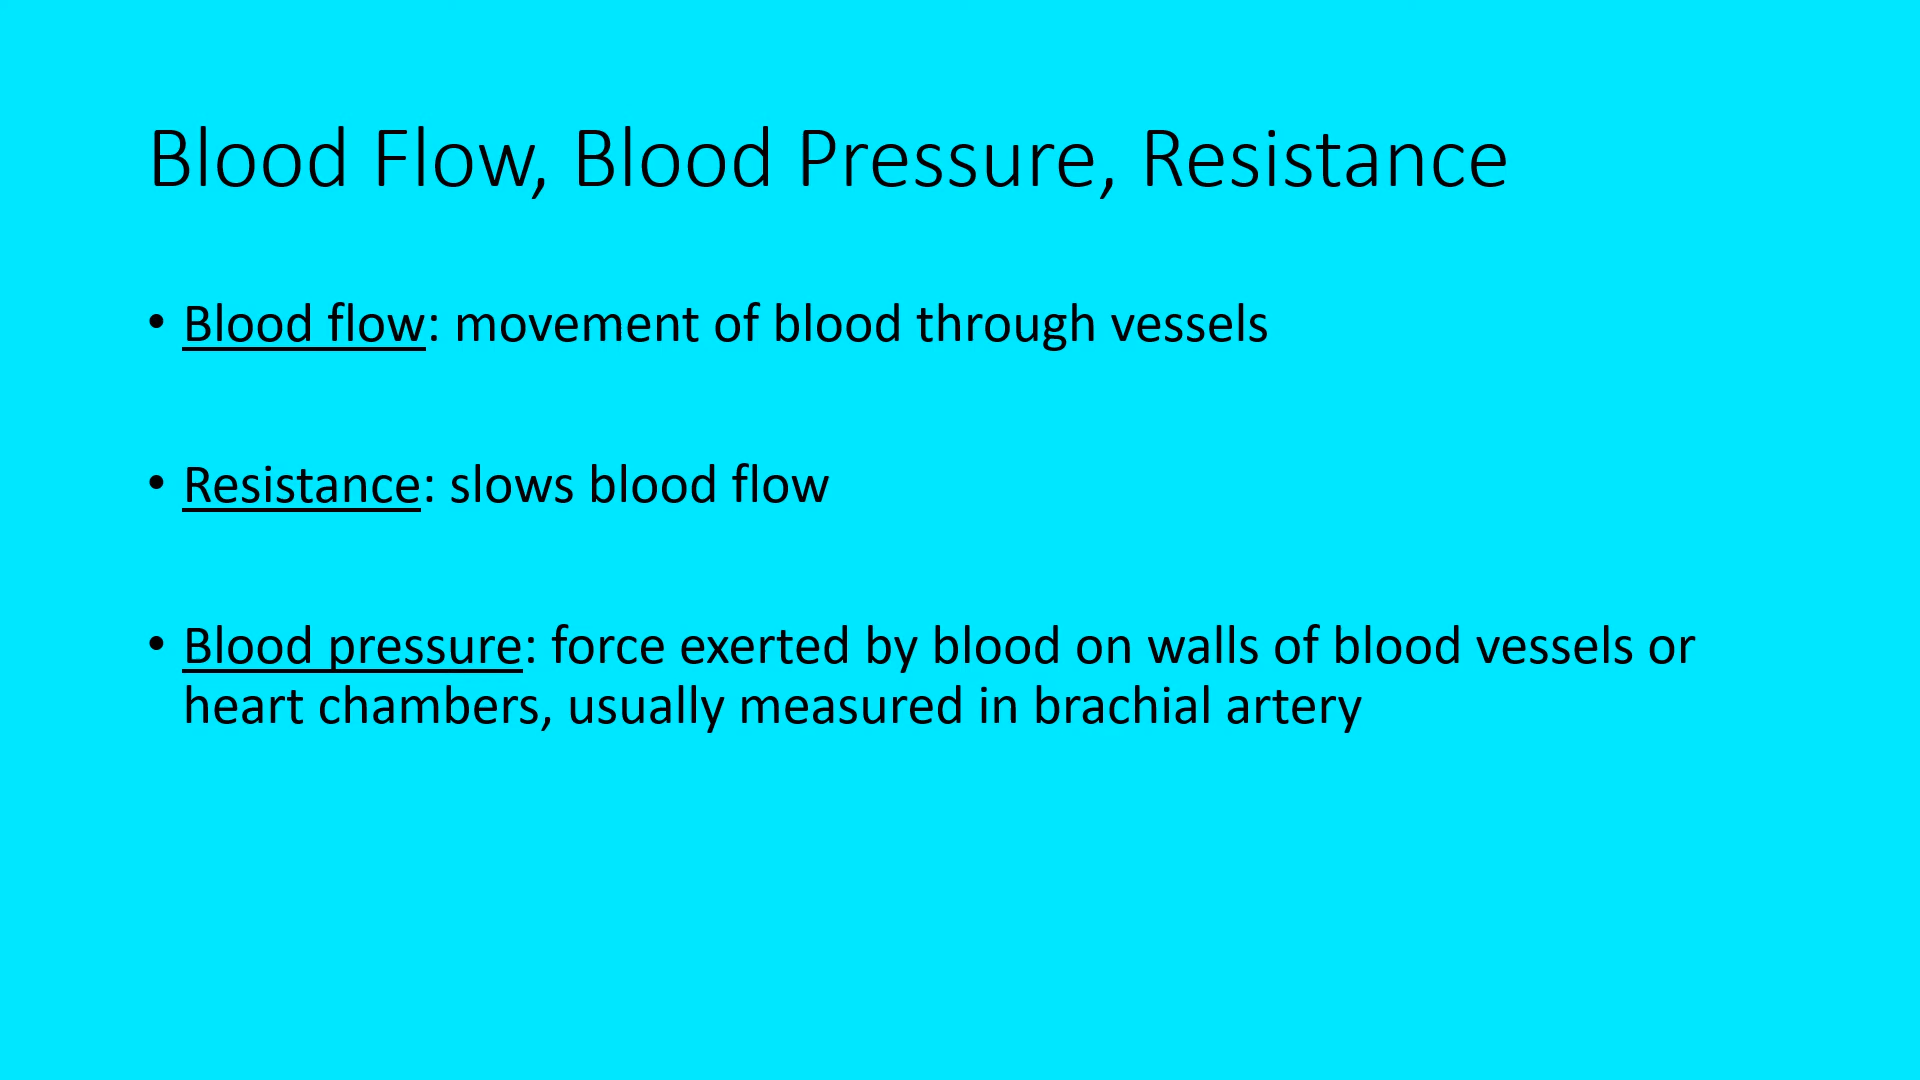 Blood Flow, Blood Pressure, Resistance
• Blood flow: movement of blood through vessels
• Resistance: slows blood flow
• Blood pressure: force exerted by blood on walls of blood vessels or
heart chambers, usually measured in brachial artery